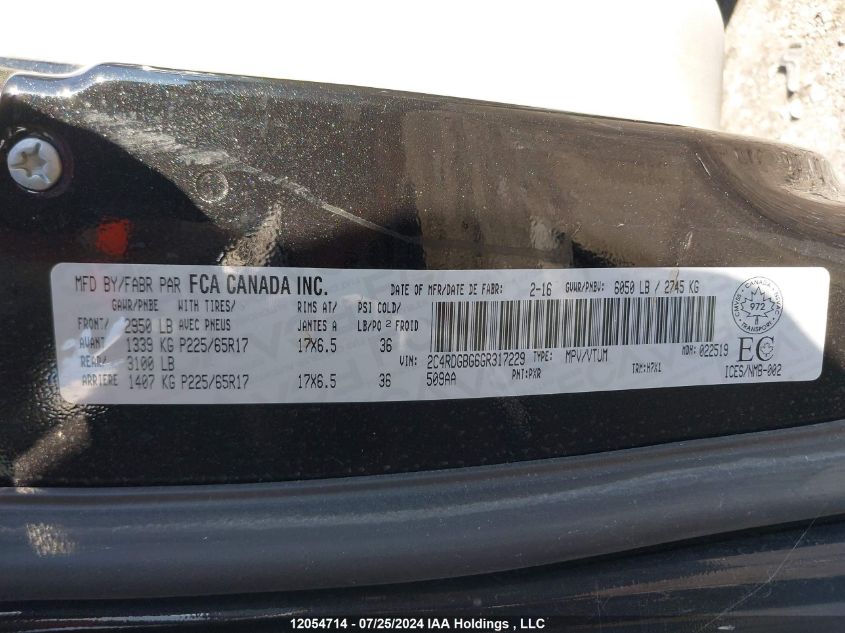 MFD BY/FABR PAR FCA CANADA INC. DATE OF MFR/DATE DE FABR: 2-16 GVWR/PNBV: 6050 LB / 2745 KG
GAWR/PNBE WITH TIRES/ RIMS AT/ PSI COLD/
FRONT/ 2950 LB AVEC PNEUS JANTES A LB/PO2 FROID
AVANT 1339 KG P225/65R17 17X6.5 36
REAR/ 3100 LB
ARRIERE 1407 KG P225/65R17 17X6.5 36
VIN: 2C4RDGBG6GR317229 TYPE: MPV/VTUM MDH: 022519
509AA PNT: PXR TRM: H7X1
CANADA
972
TRANSPORT
EC
ICES/NMB-002
12054714 - 07/25/2024 IAA Holdings , LLC